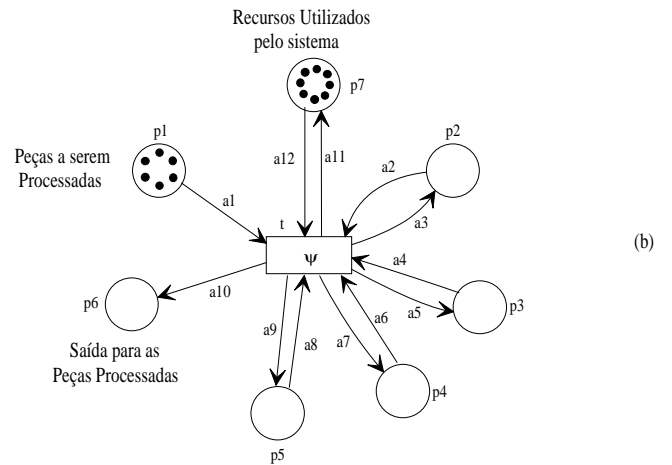 Recursos Utilizados
pelo sistema
p7
p1
p2
Peças a serem
Processadas
a12
a11
a2
a1
a3
t
ψ
(b)
a4
a10
a5
p6
a6
p3
a9
a8
a7
Saída para as
Peças Processadas
p4
p5